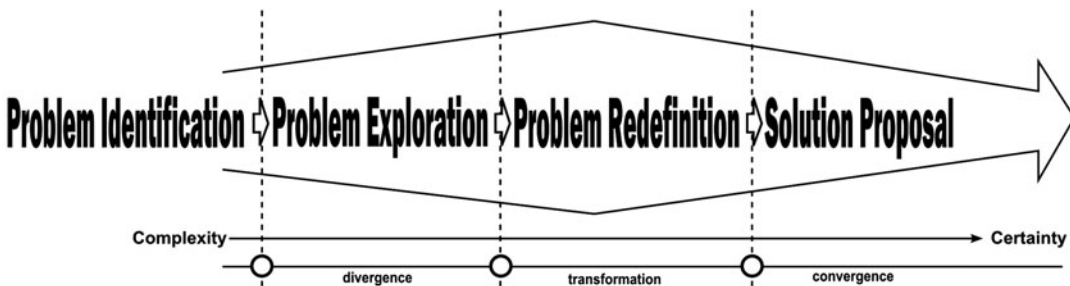 Problem Identification Problem Exploration Problem Redefinition Solution Proposal
Complexity Certainty
divergence transformation convergence